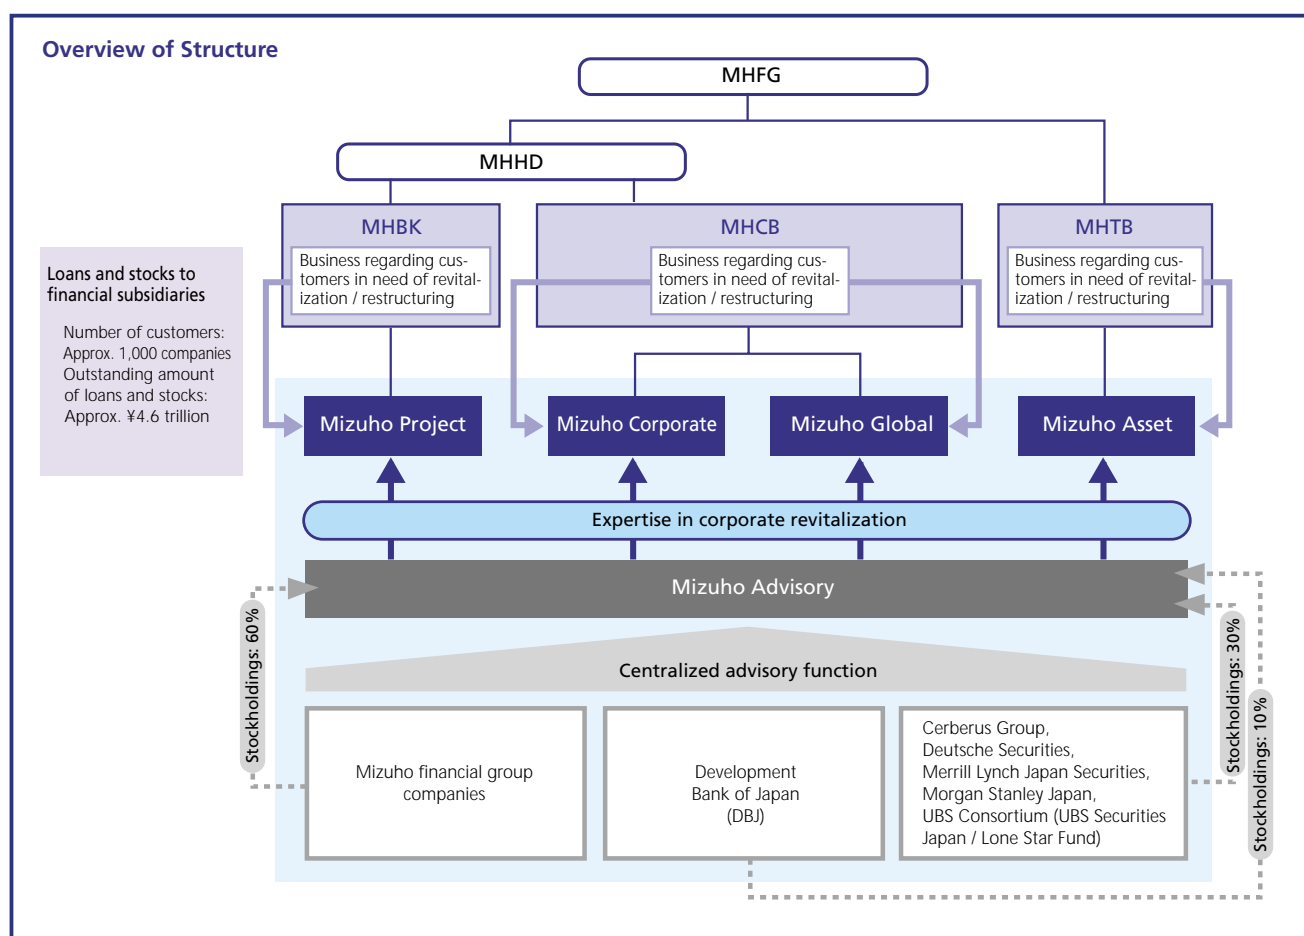 Overview of Structure
MHFG
MHHD
MHBK
Business regarding cus-
tomers in need of revital-
ization / restructuring
MHCB
Business regarding cus-
tomers in need of revital-
ization / restructuring
MHTB
Business regarding cus-
tomers in need of revital-
ization / restructuring
Loans and stocks to
financial subsidiaries
Number of customers:
Approx. 1,000 companies
Outstanding amount
of loans and stocks:
Approx. ¥4.6 trillion
Mizuho Project
Mizuho Corporate
Mizuho Global
Mizuho Asset
Expertise in corporate revitalization
Mizuho Advisory
Stockholdings: 60%
Stockholdings: 30%
Stockholdings: 10%
Centralized advisory function
Mizuho financial group
companies
Development
Bank of Japan
(DBJ)
Cerberus Group,
Deutsche Securities,
Merrill Lynch Japan Securities,
Morgan Stanley Japan,
UBS Consortium (UBS Securities
Japan / Lone Star Fund)